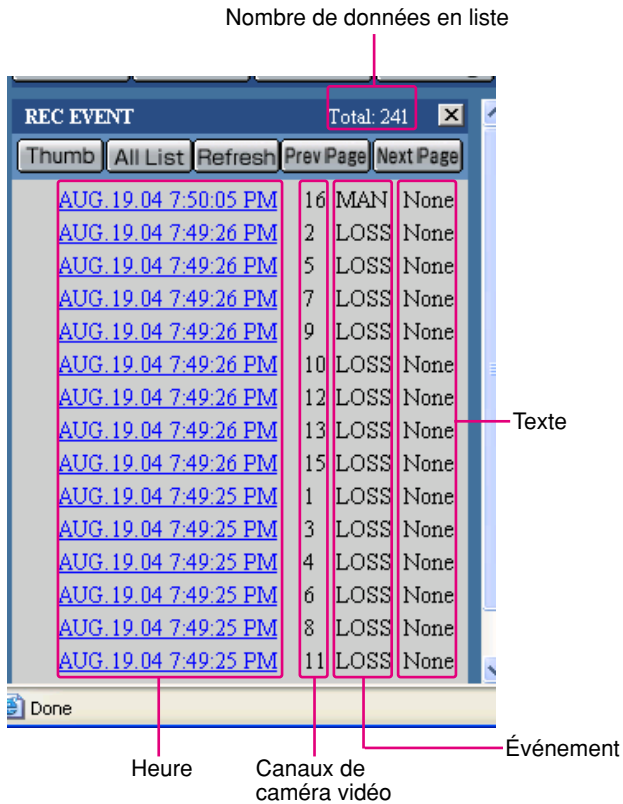 Nombre de données en liste
REC EVENT Total: 241
Thumb All List Refresh Prev Page Next Page
AUG.19.04 7:50:05 PM 16 MAN None
AUG.19.04 7:49:26 PM 2 LOSS None
AUG.19.04 7:49:26 PM 5 LOSS None
AUG.19.04 7:49:26 PM 7 LOSS None
AUG.19.04 7:49:26 PM 9 LOSS None
AUG.19.04 7:49:26 PM 10 LOSS None
AUG.19.04 7:49:26 PM 12 LOSS None
AUG.19.04 7:49:26 PM 13 LOSS None
Texte
AUG.19.04 7:49:26 PM 15 LOSS None
AUG.19.04 7:49:25 PM 1 LOSS None
AUG.19.04 7:49:25 PM 3 LOSS None
AUG.19.04 7:49:25 PM 4 LOSS None
AUG.19.04 7:49:25 PM 6 LOSS None
AUG.19.04 7:49:25 PM 8 LOSS None
AUG.19.04 7:49:25 PM 11 LOSS None
Done
Événement
Heure
Canaux de
caméra vidéo